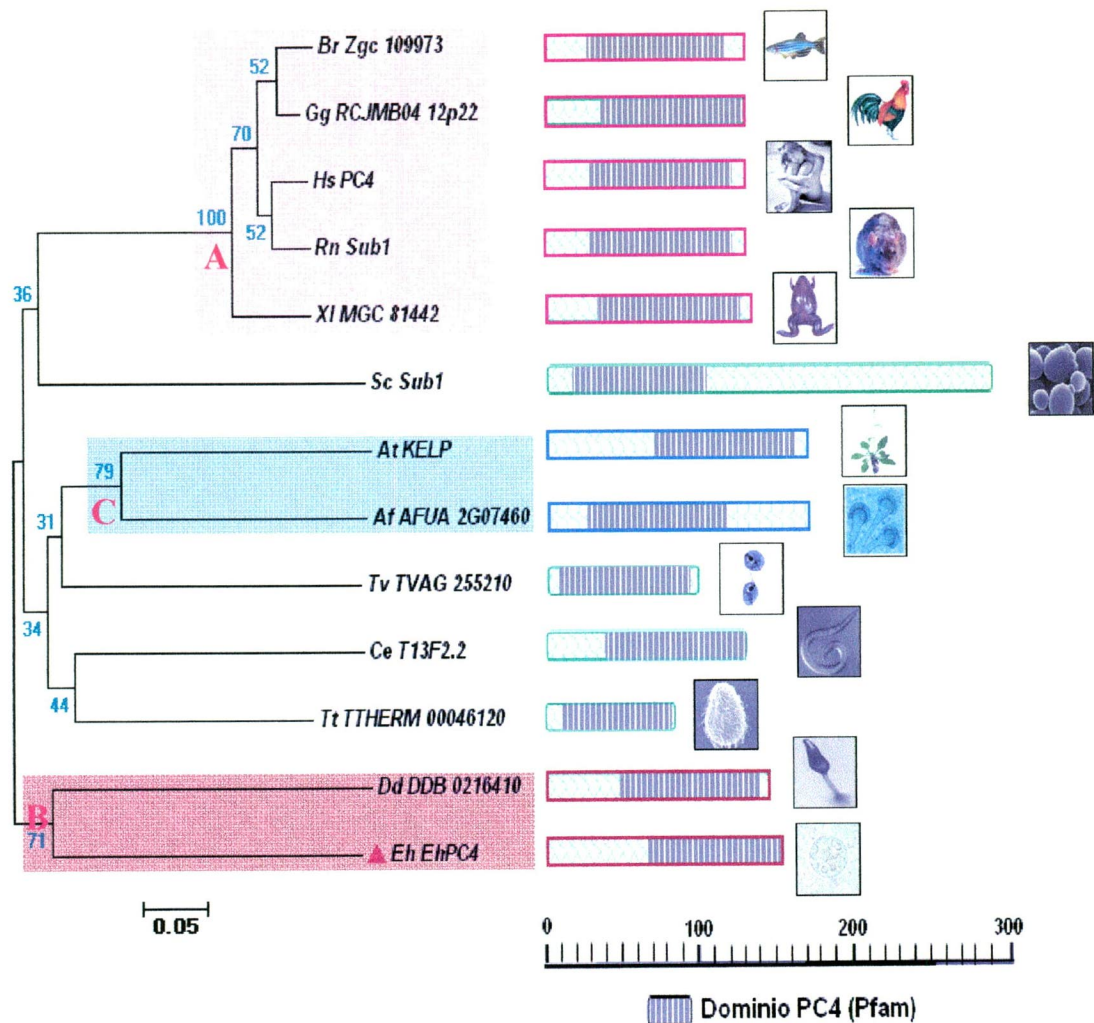 Br Zgc 109973
52
Gg RCJMB04 12p22
70
Hs PC4
100
52
A
Rn Sub1
36
Xl MGC 81442
Sc Sub1
At KELP
79
C
31
Af AFUA 2G07460
Tv TVAG 255210
34
Ce T13F2.2
44
Tt TTHERM 00046120
Dd DDB 0216410
B
71
Eh EhPC4
0.05
0 100 200 300
Dominio PC4 (Pfam)